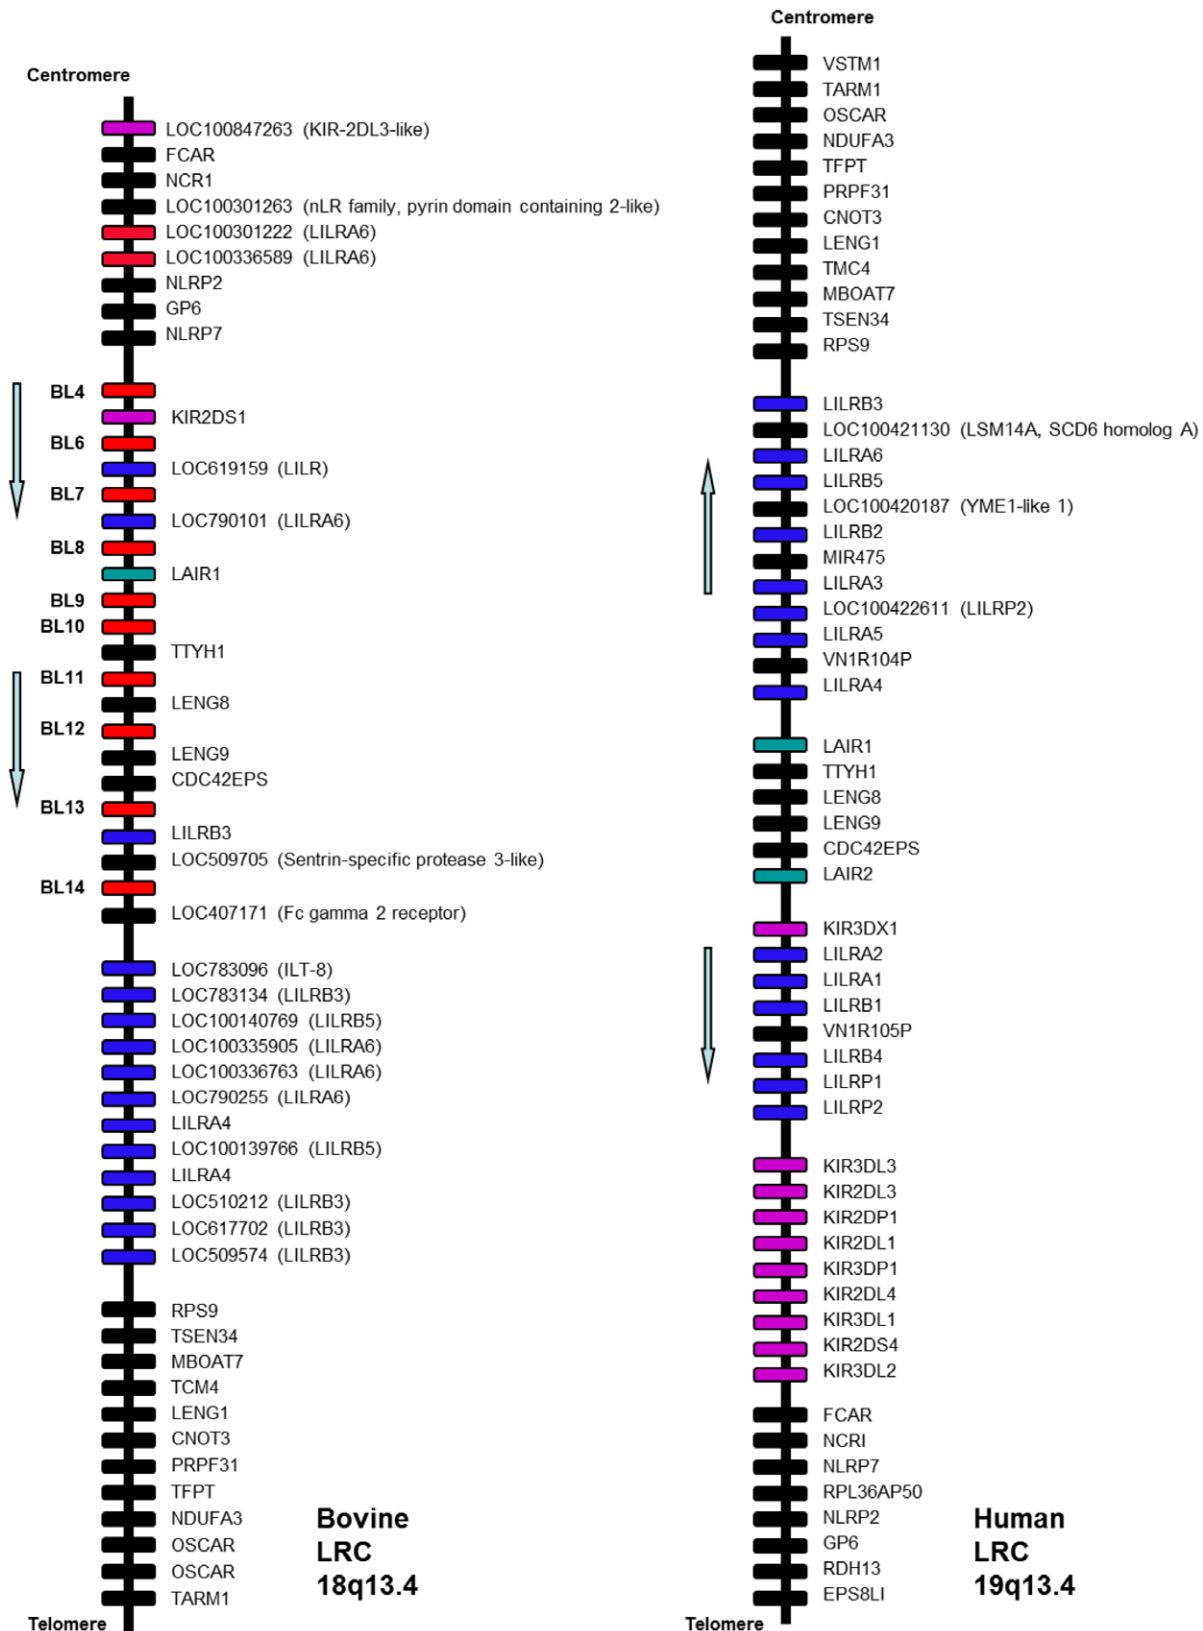 Centromere
LOC100847263 (KIR-2DL3-like)
FCAR
NCR1
LOC100301263 (nLR family, pyrin domain containing 2-like)
LOC100301222 (LILRA6)
LOC100336589 (LILRA6)
NLRP2
GP6
NLRP7
BL4
KIR2DS1
BL6
LOC619159 (LILR)
BL7
LOC790101 (LILRA6)
BL8
LAIR1
BL9
BL10
TTYH1
BL11
LENG8
BL12
LENG9
CDC42EPS
BL13
LILRB3
LOC509705 (Sentrin-specific protease 3-like)
BL14
LOC407171 (Fc gamma 2 receptor)
LOC783096 (ILT-8)
LOC783134 (LILRB3)
LOC100140769 (LILRB5)
LOC100335905 (LILRA6)
LOC100336763 (LILRA6)
LOC790255 (LILRA6)
LILRA4
LOC100139766 (LILRB5)
LILRA4
LOC510212 (LILRB3)
LOC617702 (LILRB3)
LOC509574 (LILRB3)
RPS9
TSEN34
MBOAT7
TCM4
LENG1
CNOT3
PRPF31
TFPT
NDUFA3
OSCAR
OSCAR
TARM1
Telomere
Bovine
LRC
18q13.4
Centromere
VSTM1
TARM1
OSCAR
NDUFA3
TFPT
PRPF31
CNOT3
LENG1
TMC4
MBOAT7
TSEN34
RPS9
LILRB3
LOC100421130 (LSM14A, SCD6 homolog A)
LILRA6
LILRB5
LOC100420187 (YME1-like 1)
LILRB2
MIR475
LILRA3
LOC100422611 (LILRP2)
LILRA5
VN1R104P
LILRA4
LAIR1
TTYH1
LENG8
LENG9
CDC42EPS
LAIR2
KIR3DX1
LILRA2
LILRA1
LILRB1
VN1R105P
LILRB4
LILRP1
LILRP2
KIR3DL3
KIR2DL3
KIR2DP1
KIR2DL1
KIR3DP1
KIR2DL4
KIR3DL1
KIR2DS4
KIR3DL2
FCAR
NCRI
NLRP7
RPL36AP50
NLRP2
GP6
RDH13
EPS8LI
Telomere
Human
LRC
19q13.4